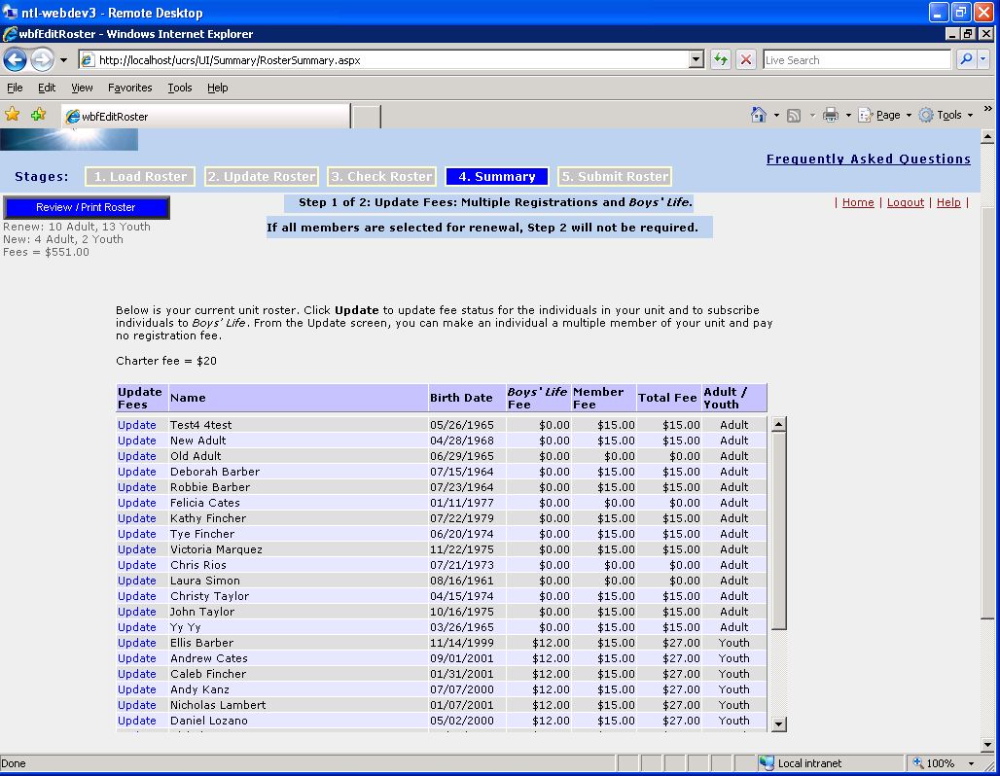 ntl-webdev3 - Remote Desktop
wbfEditRoster - Windows Internet Explorer
http://localhost/ucrs/UI/Summary/RosterSummary.aspx
Live Search
File Edit View Favorites Tools Help
wbfEditRoster
Page Tools »
Frequently Asked Questions
Stages: 1. Load Roster 2. Update Roster 3. Check Roster 4. Summary 5. Submit Roster
Review / Print Roster
Step 1 of 2: Update Fees: Multiple Registrations and Boys' Life.
| Home | Logout | Help |
Renew: 10 Adult, 13 Youth
New: 4 Adult, 2 Youth
Fees = $551.00
If all members are selected for renewal, Step 2 will not be required.
Below is your current unit roster. Click Update to update fee status for the individuals in your unit and to subscribe
individuals to Boys' Life. From the Update screen, you can make an individual a multiple member of your unit and pay
no registration fee.
Charter fee = $20
Update Fees Name Birth Date Boys' Life Fee Member Fee Total Fee Adult / Youth
Update Test4 4test 05/26/1965 $0.00 $15.00 $15.00 Adult
Update New Adult 04/28/1968 $0.00 $15.00 $15.00 Adult
Update Old Adult 06/29/1965 $0.00 $0.00 $0.00 Adult
Update Deborah Barber 07/15/1964 $0.00 $15.00 $15.00 Adult
Update Robbie Barber 07/23/1964 $0.00 $15.00 $15.00 Adult
Update Felicia Cates 01/11/1977 $0.00 $0.00 $0.00 Adult
Update Kathy Fincher 07/22/1979 $0.00 $15.00 $15.00 Adult
Update Tye Fincher 06/20/1974 $0.00 $15.00 $15.00 Adult
Update Victoria Marquez 11/22/1975 $0.00 $15.00 $15.00 Adult
Update Chris Rios 07/21/1973 $0.00 $0.00 $0.00 Adult
Update Laura Simon 08/16/1961 $0.00 $0.00 $0.00 Adult
Update Christy Taylor 04/15/1974 $0.00 $15.00 $15.00 Adult
Update John Taylor 10/16/1975 $0.00 $15.00 $15.00 Adult
Update Yy Yy 03/26/1965 $0.00 $15.00 $15.00 Adult
Update Ellis Barber 11/14/1999 $12.00 $15.00 $27.00 Youth
Update Andrew Cates 09/01/2001 $12.00 $15.00 $27.00 Youth
Update Caleb Fincher 01/31/2001 $12.00 $15.00 $27.00 Youth
Update Andy Kanz 07/07/2000 $12.00 $15.00 $27.00 Youth
Update Nicholas Lambert 01/07/2001 $12.00 $15.00 $27.00 Youth
Update Daniel Lozano 05/02/2000 $12.00 $15.00 $27.00 Youth
Done Local intranet 100%